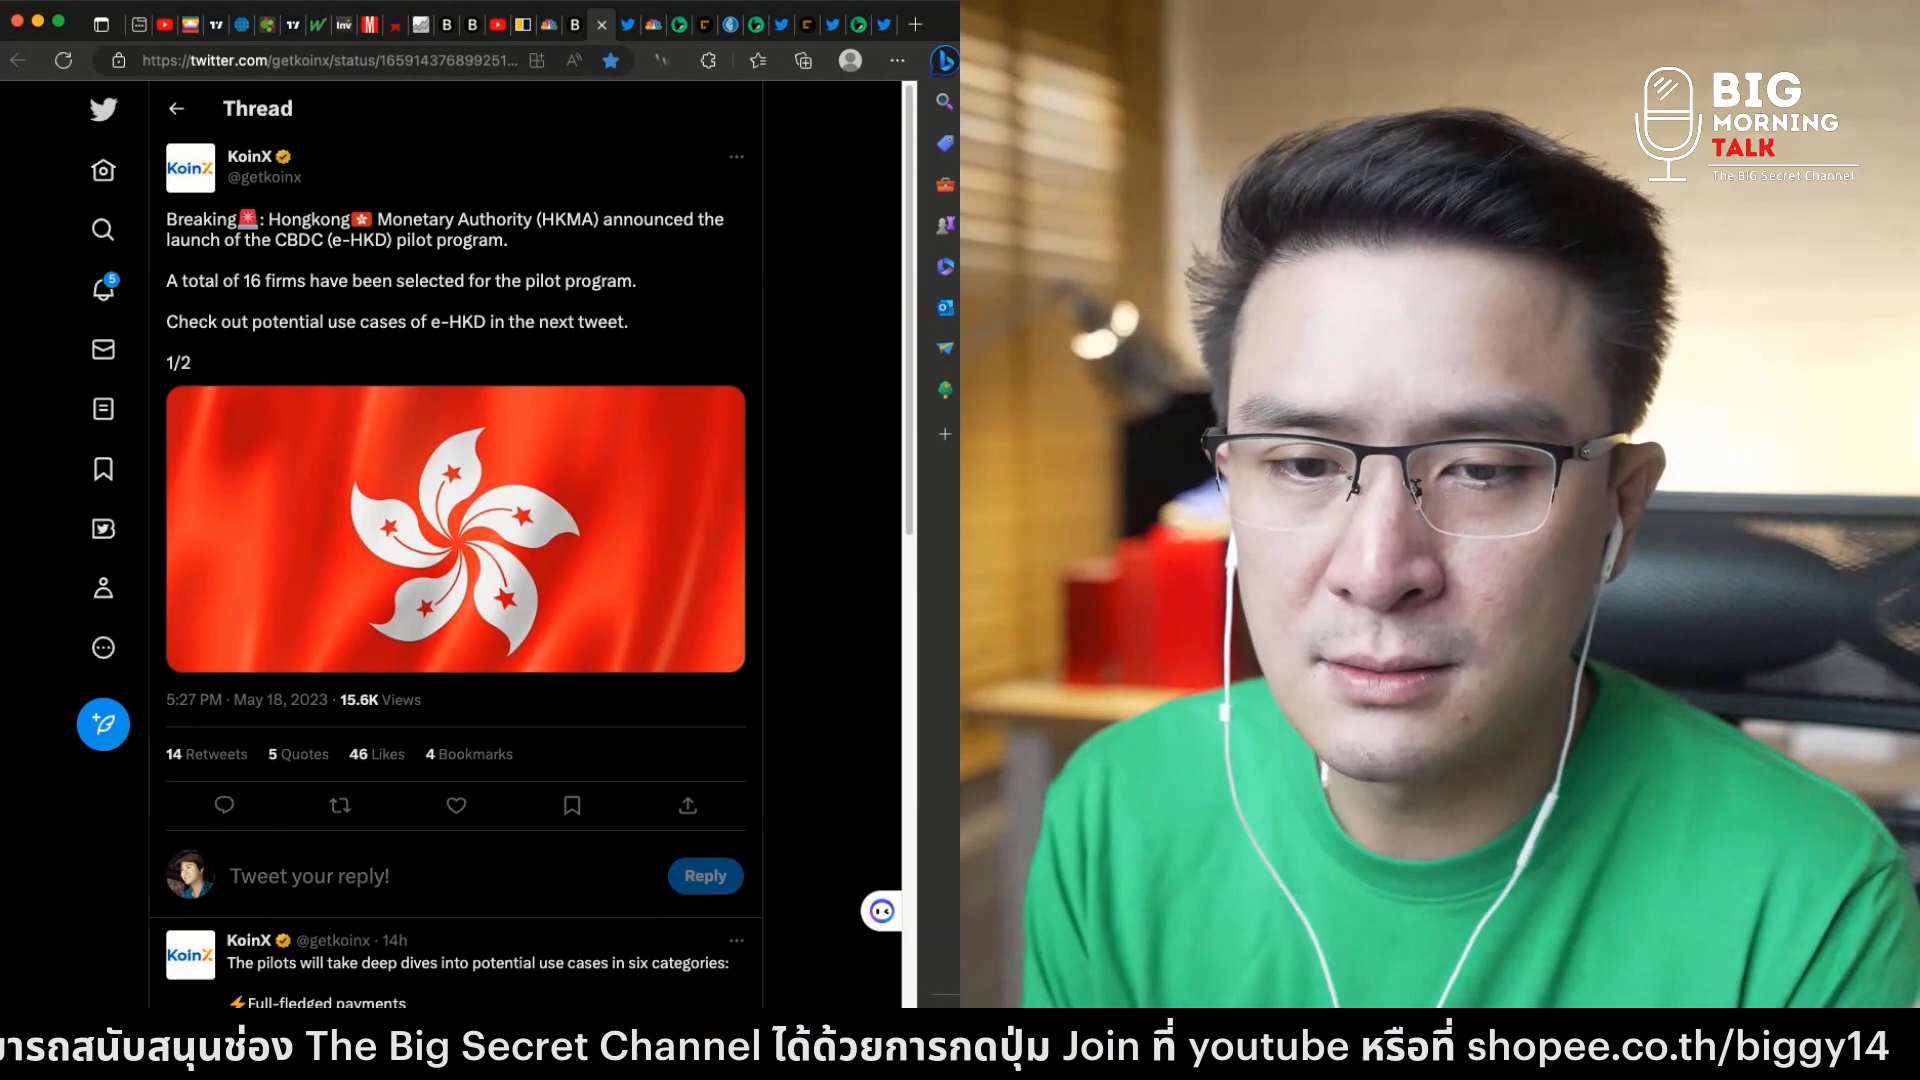 https://twitter.com/getkoinx/status/165914376899251...
Thread
KoinX
@getkoinx
KoinX
Breaking🚨: Hongkong🇭🇰 Monetary Authority (HKMA) announced the
launch of the CBDC (e-HKD) pilot program.
A total of 16 firms have been selected for the pilot program.
Check out potential use cases of e-HKD in the next tweet.
1/2
5:27 PM · May 18, 2023 · 15.6K Views
14 Retweets 5 Quotes 46 Likes 4 Bookmarks
Tweet your reply!
Reply
KoinX
KoinX @getkoinx · 14h
The pilots will take deep dives into potential use cases in six categories:
⚡Full-fledged payments
5
BIG
MORNING
TALK
The BIG Secret Channel
ารถสนับสนุนช่อง The Big Secret Channel ได้ด้วยการกดปุ่ม Join ที่ youtube หรือที่ shopee.co.th/biggy14